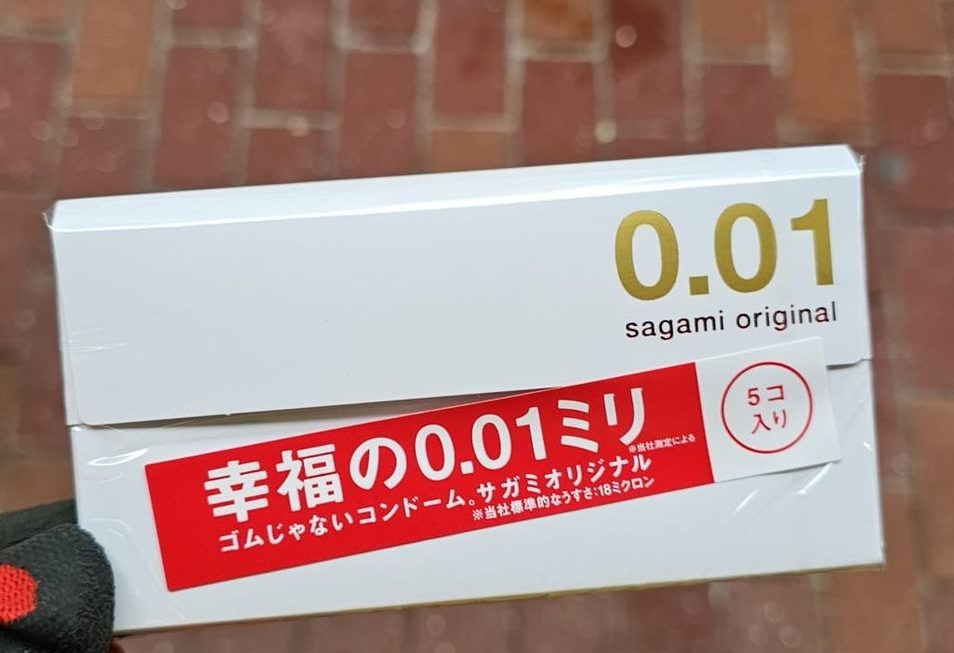 0.01
sagami original
幸福の0.01ミリ
※当社測定による
ゴムじゃないコンドーム。サガミオリジナル
※当社標準的なうすさ:18ミクロン
5コ
入り